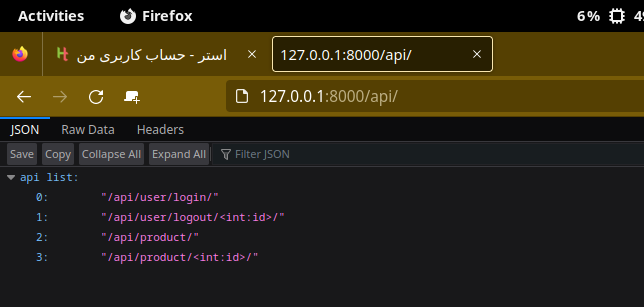 Activities Firefox 6 %
استر - حساب کاربری من × 127.0.0.1:8000/api/ ×
127.0.0.1:8000/api/
JSON Raw Data Headers
Save Copy Collapse All Expand All Filter JSON
api list:
0: "/api/user/login/"
1: "/api/user/logout/<int:id>/"
2: "/api/product/"
3: "/api/product/<int:id>/"